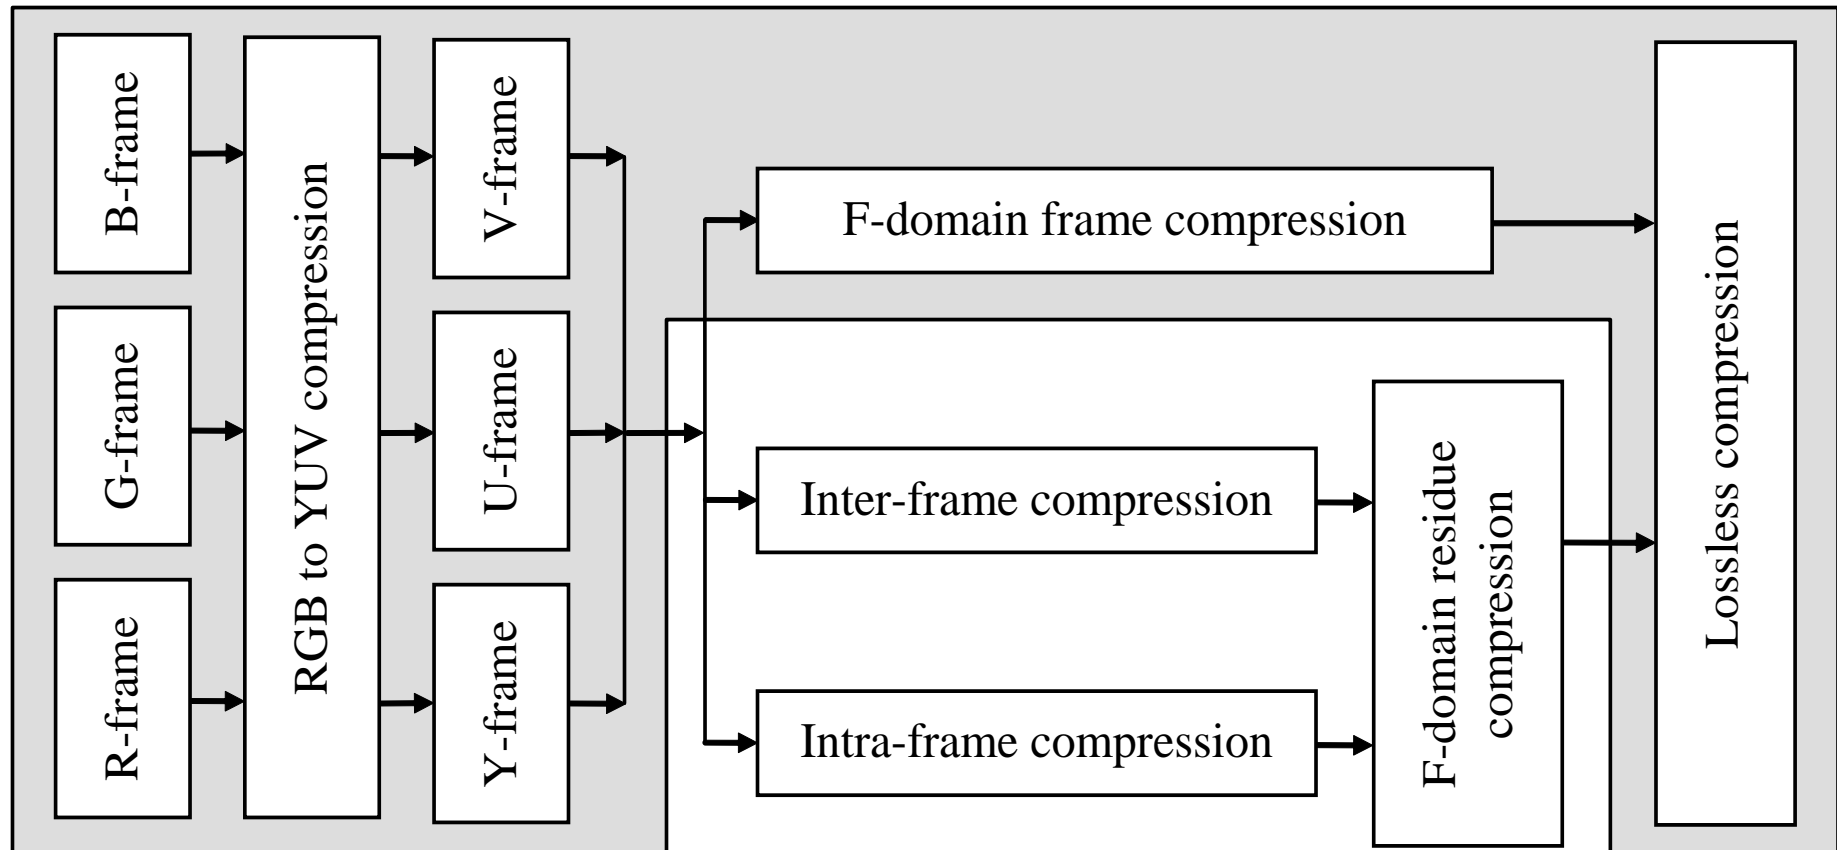 B-frame
G-frame
R-frame
RGB to YUV compression
V-frame
U-frame
Y-frame
F-domain frame compression
Inter-frame compression
Intra-frame compression
F-domain residue
compression
Lossless compression